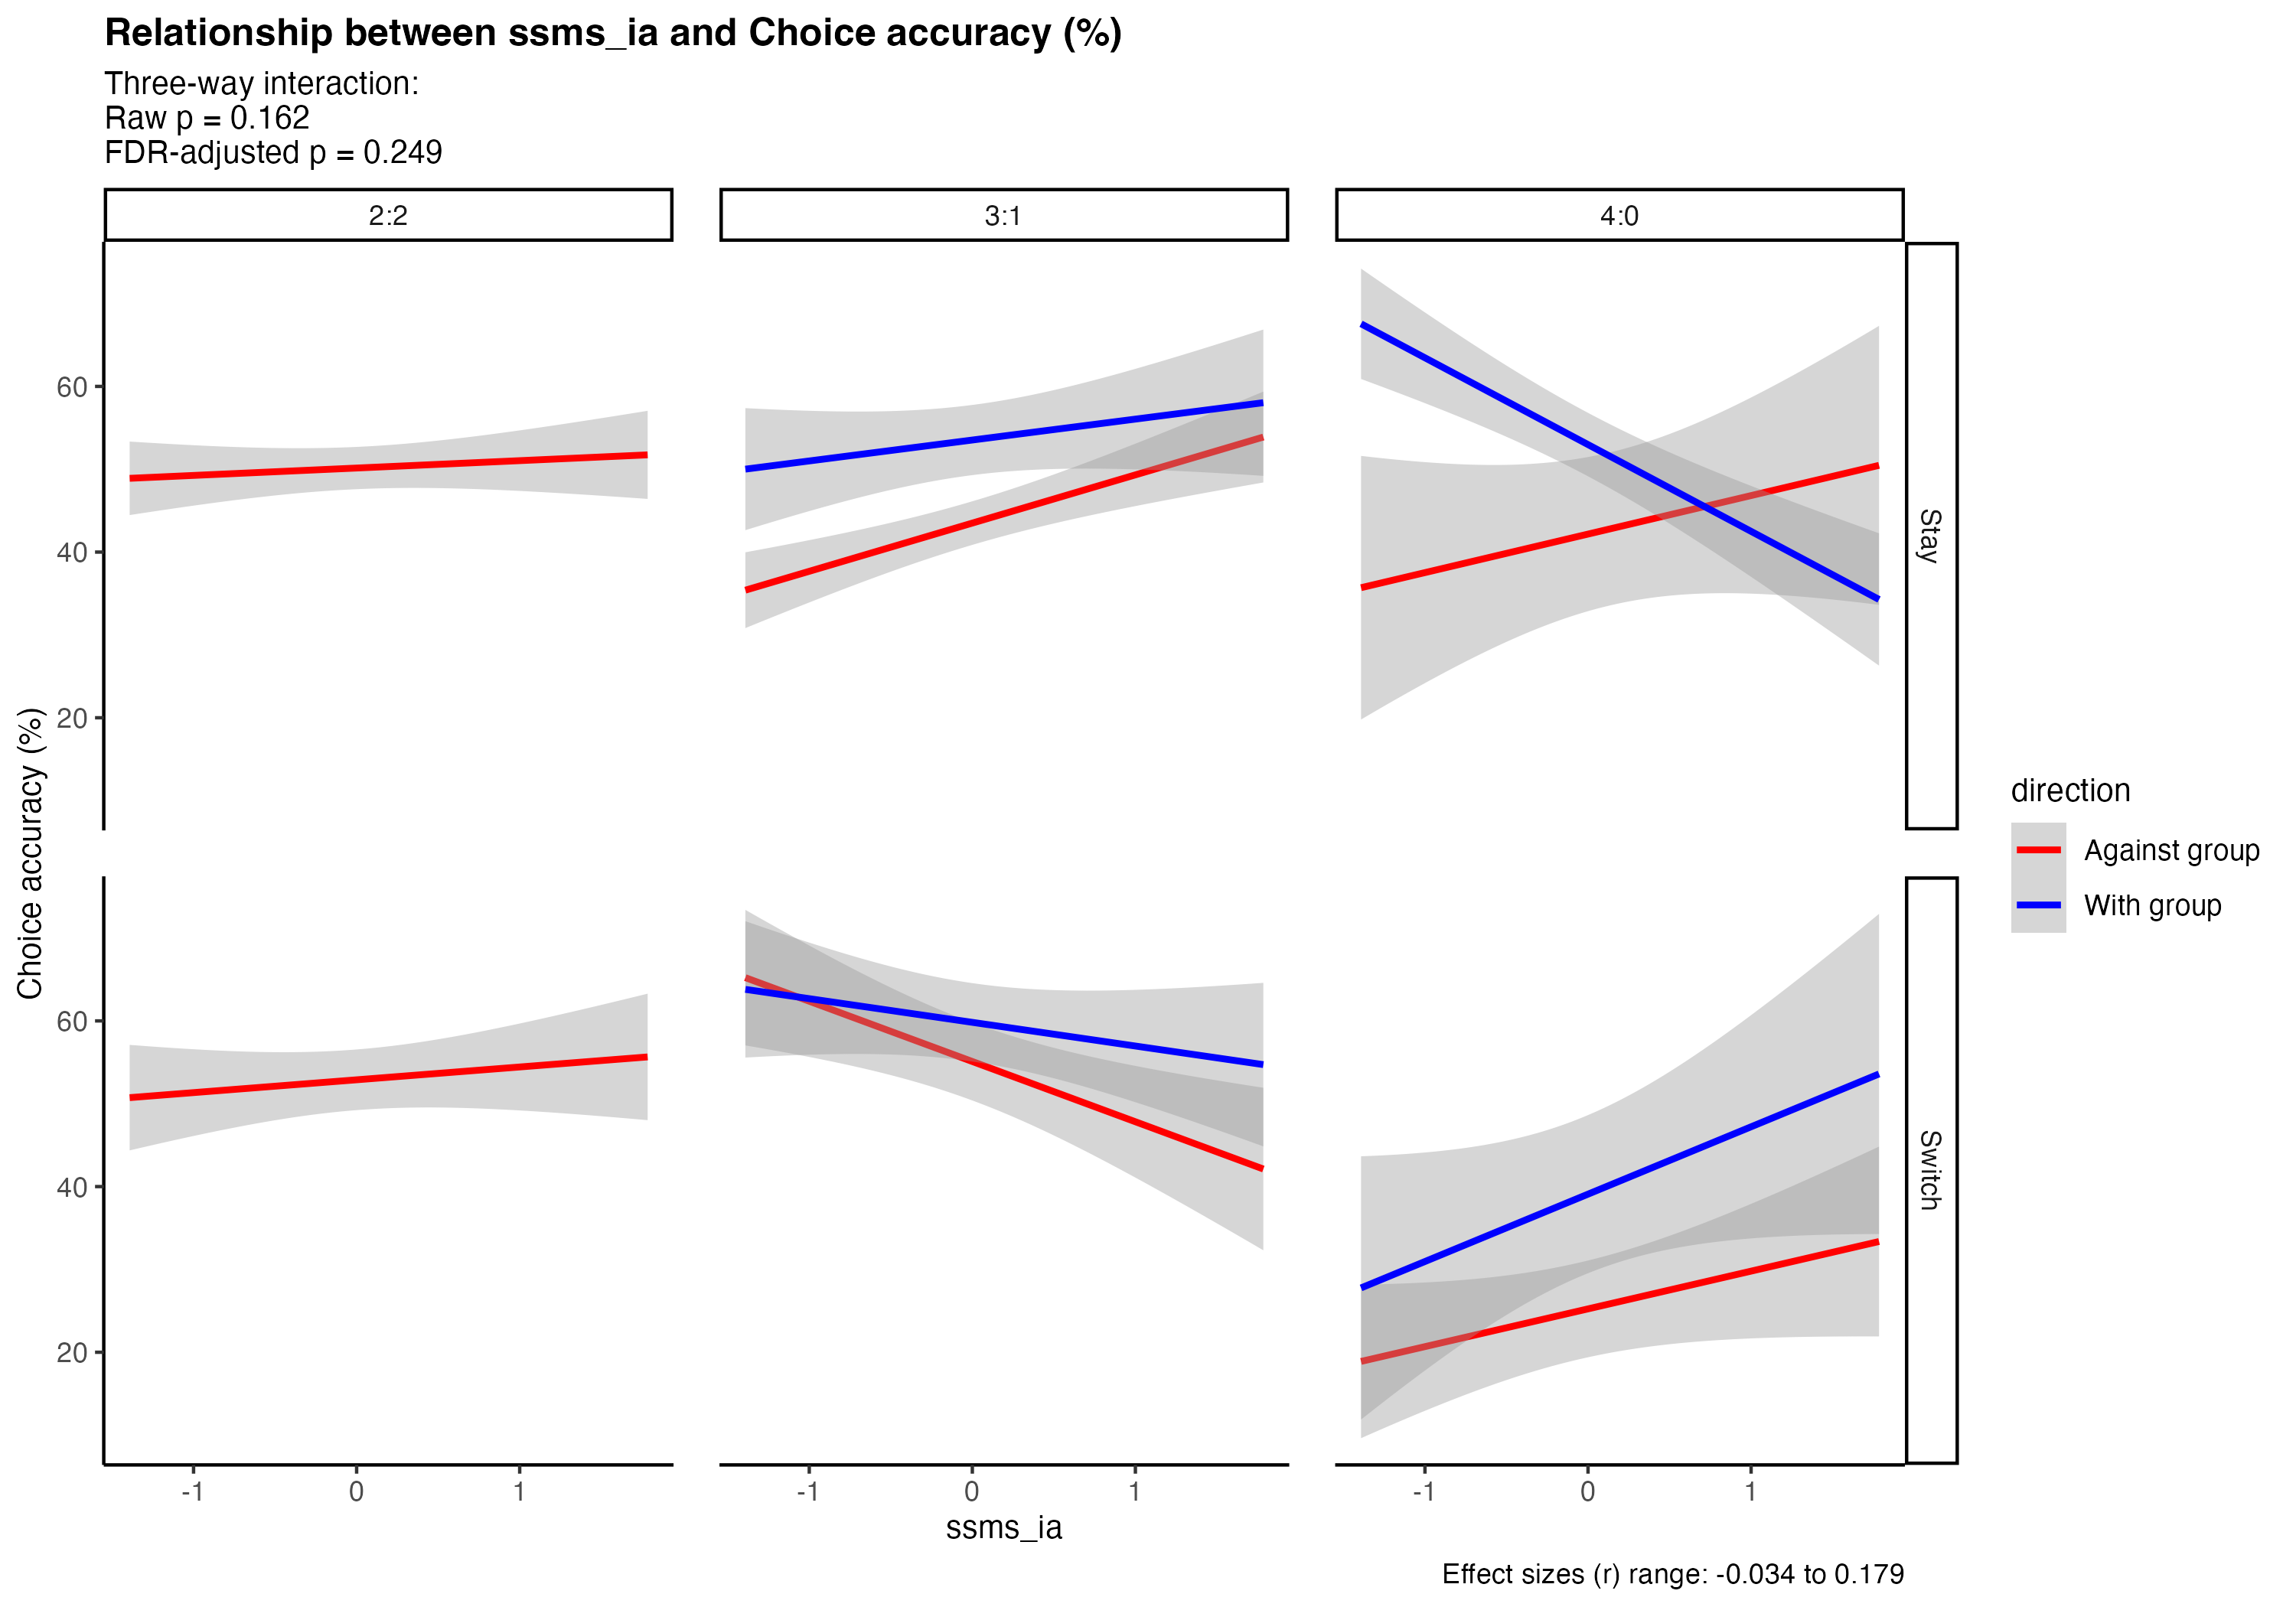 Relationship between ssms_ia and Choice accuracy (%)
Three-way interaction:
Raw p = 0.162
FDR-adjusted p = 0.249
2:2
3:1
4:0
60
40
20
Stay
Choice accuracy (%)
direction
Against group
With group
60
40
20
Switch
-1
0
1
-1
0
1
-1
0
1
ssms_ia
Effect sizes (r) range: -0.034 to 0.179